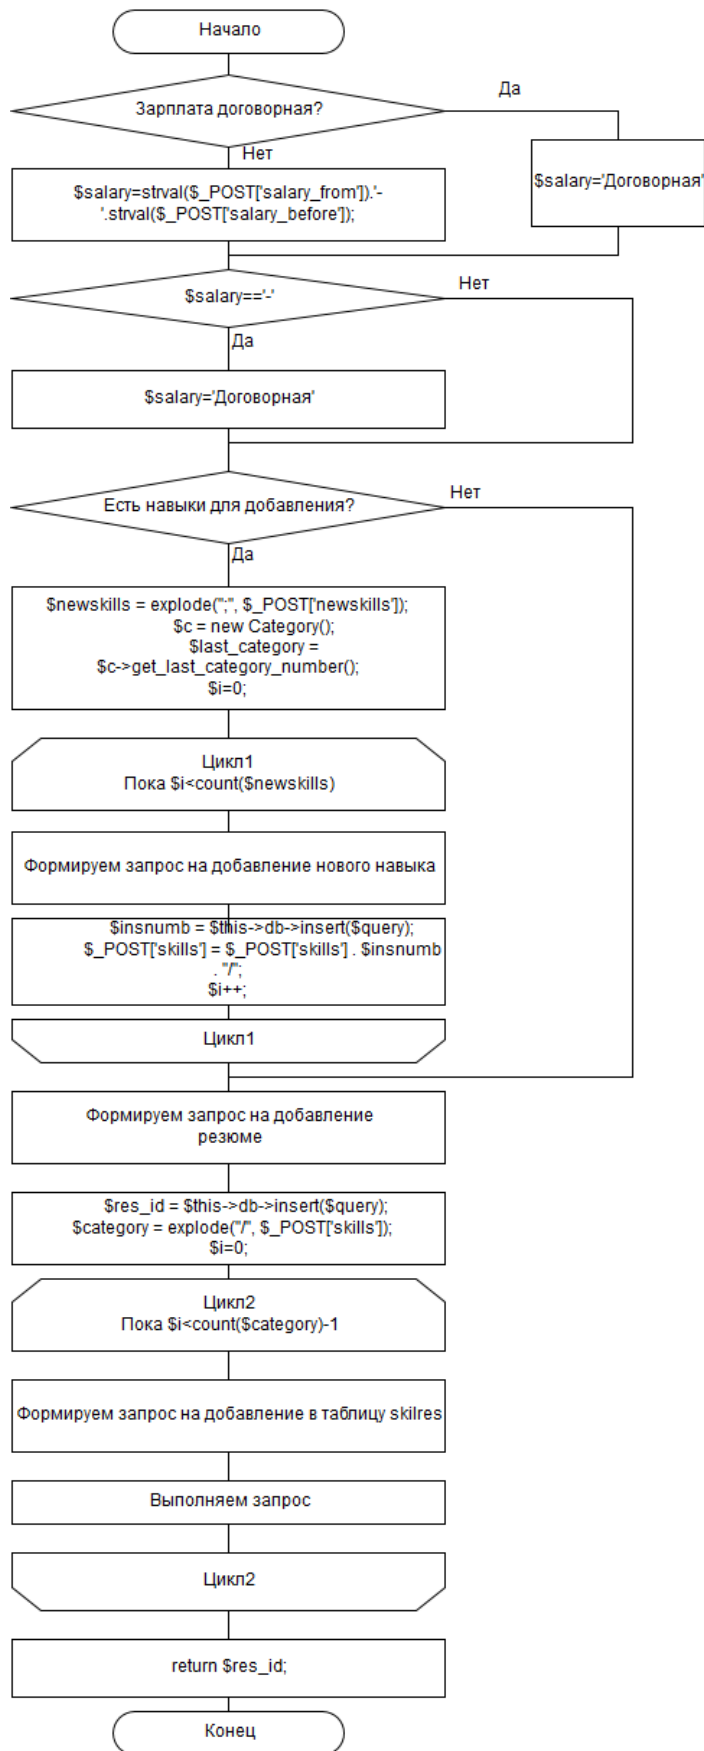 Начало
Зарплата договорная?
Да
Нет
$salary=strval($_POST['salary_from']).'-
'.strval($_POST['salary_before']);
$salary='Договорная'
$salary=='-'
Нет
Да
$salary='Договорная'
Есть навыки для добавления?
Нет
Да
$newskills = explode(";", $_POST['newskills']);
$c = new Category();
$last_category =
$c->get_last_category_number();
$i=0;
Цикл1
Пока $i<count($newskills)
Формируем запрос на добавление нового навыка
$insnumb = $this->db->insert($query);
$_POST['skills'] = $_POST['skills'] . $insnumb
. "/";
$i++;
Цикл1
Формируем запрос на добавление
резюме
$res_id = $this->db->insert($query);
$category = explode("/", $_POST['skills']);
$i=0;
Цикл2
Пока $i<count($category)-1
Формируем запрос на добавление в таблицу skilres
Выполняем запрос
Цикл2
return $res_id;
Конец